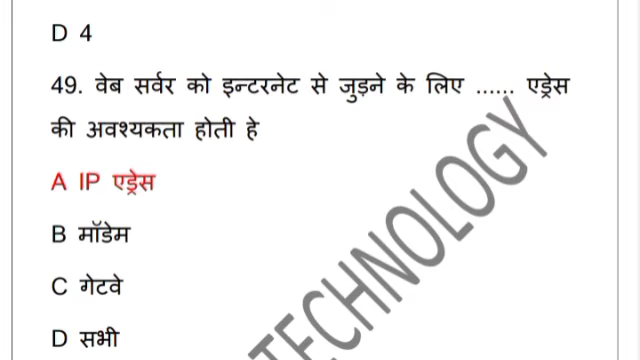 D 4
49. वेब सर्वर को इन्टरनेट से जुड़ने के लिए ...... एड्रेस
की अवश्यकता होती हे
A IP एड्रेस
B मॉडेम
C गेटवे
D सभी
TECHNOLOGY